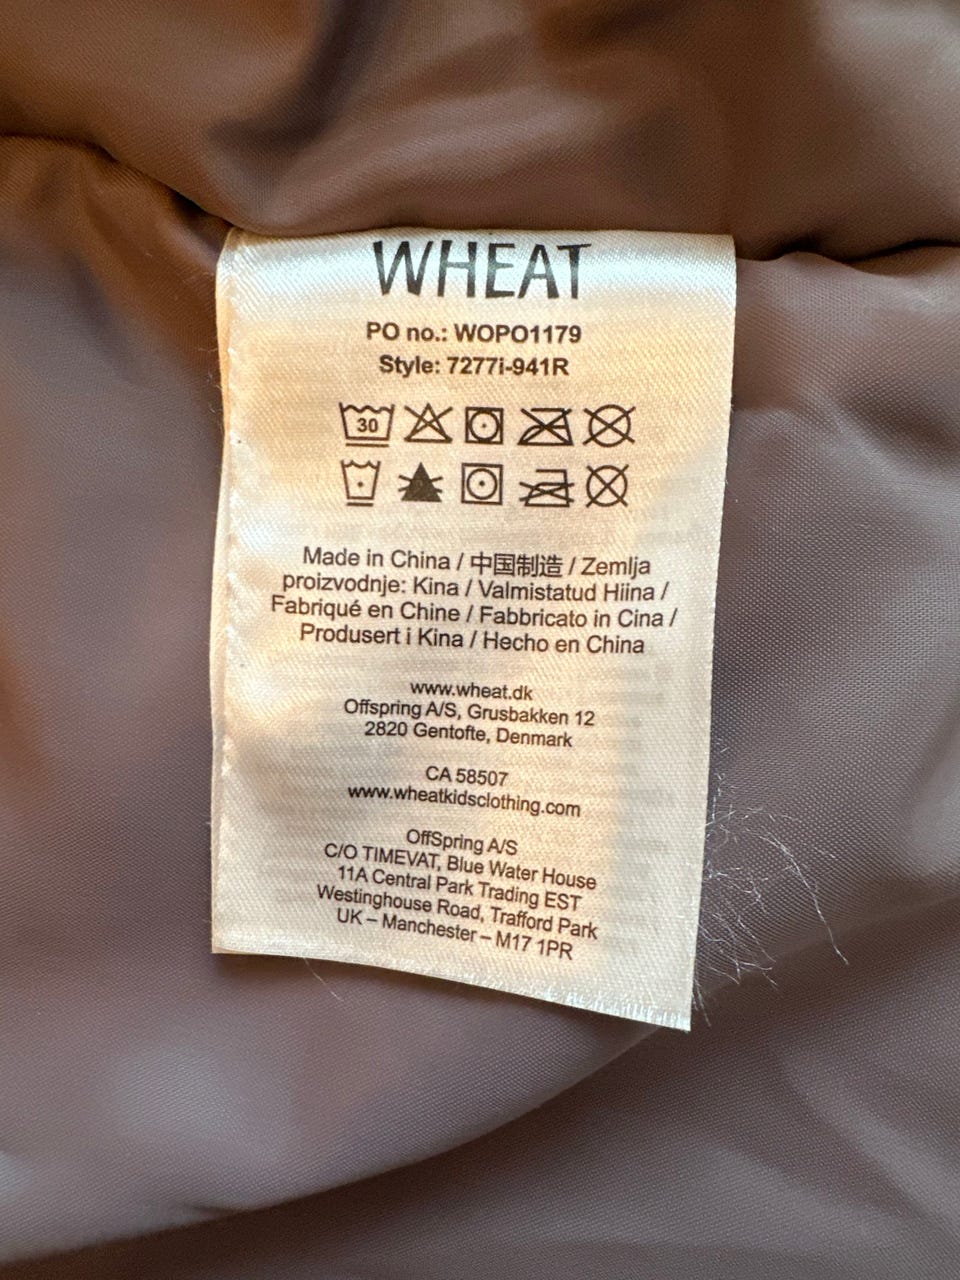 WHEAT
PO no.: WOPO1179
Style: 7277i-941R
30
Made in China / 中国制造 / Zemlja
proizvodnje: Kina / Valmistatud Hiina /
Fabriqué en Chine / Fabbricato in Cina /
Produsert i Kina / Hecho en China
www.wheat.dk
Offspring A/S, Grusbakken 12
2820 Gentofte, Denmark
CA 58507
www.wheatkidsclothing.com
OffSpring A/S
C/O TIMEVAT, Blue Water House
11A Central Park Trading EST
Westinghouse Road, Trafford Park
UK – Manchester – M17 1PR